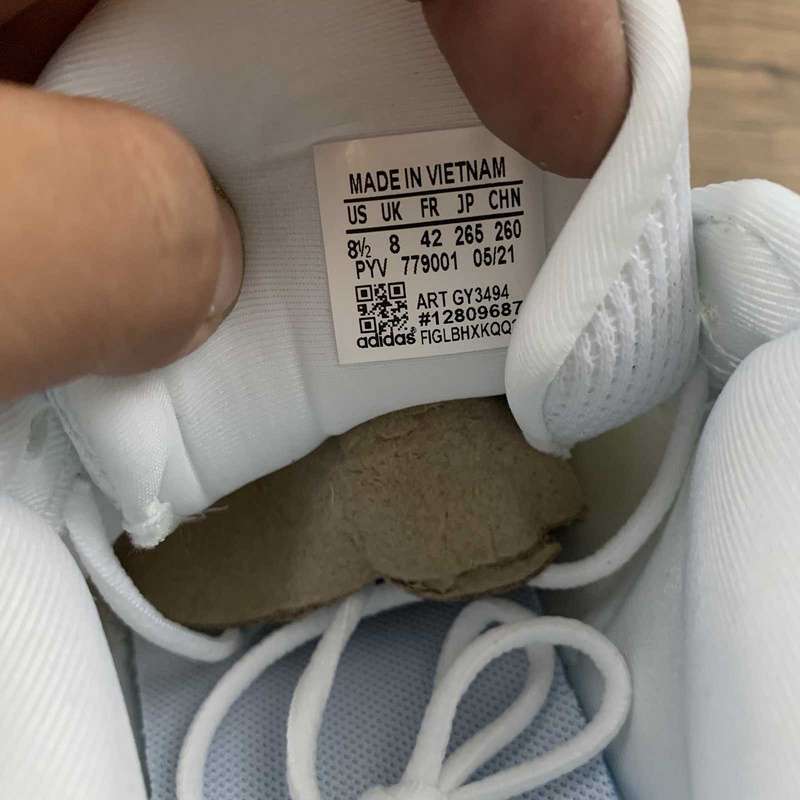 MADE IN VIETNAM
US UK FR JP CHN
8½ 8 42 265 260
PYV 779001 05/21
ART GY3494
#12809687
adidas